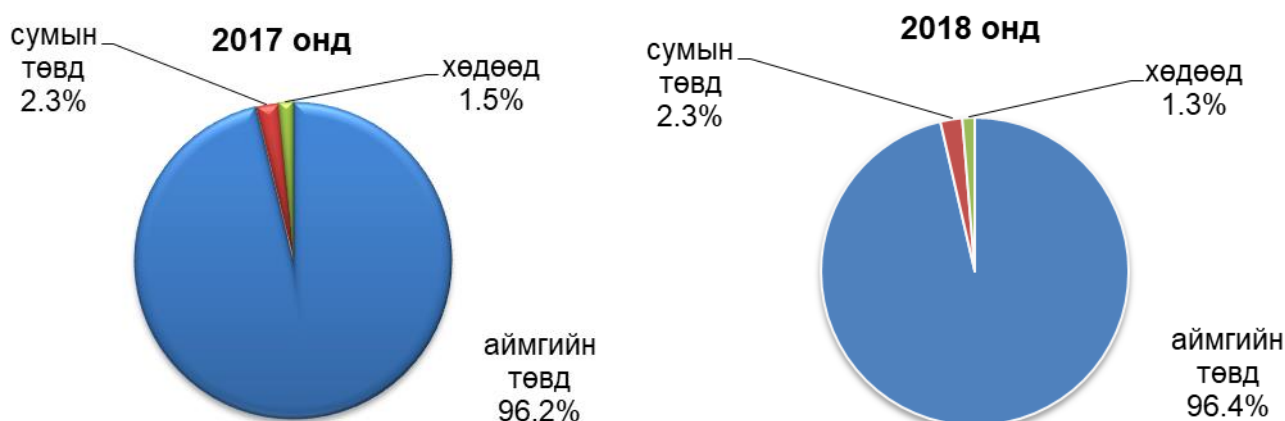 2017 онд
сумын
төвд
2.3%
хөдөөд
1.5%
аймгийн
төвд
96.2%
2018 онд
сумын
төвд
2.3%
хөдөөд
1.3%
аймгийн
төвд
96.4%